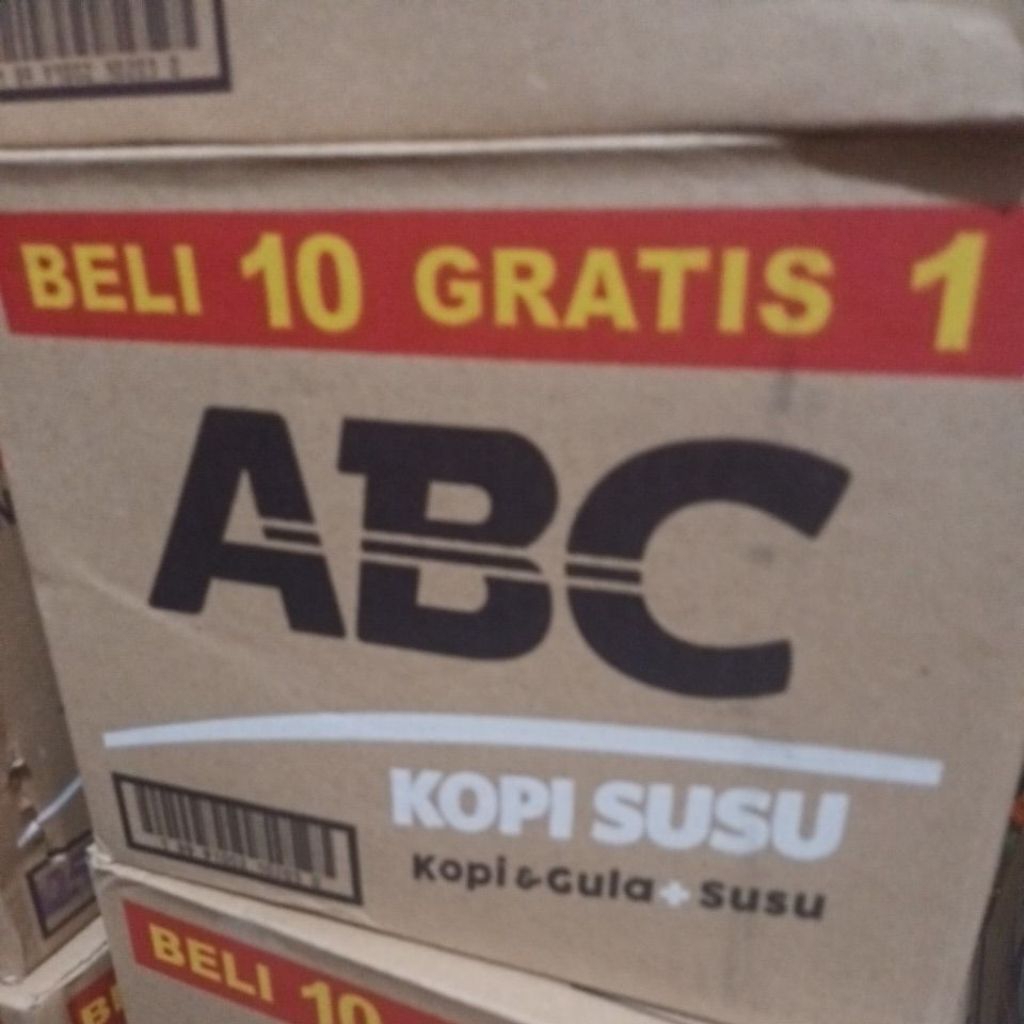 BELI 10 GRATIS 1
ABC
KOPI SUSU
Kopi & Gula + Susu
BELI 10